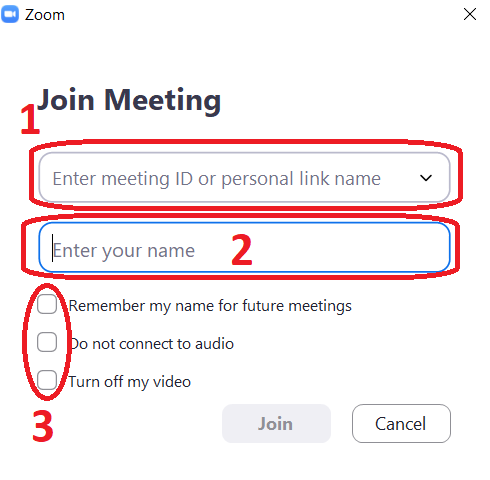 Zoom
Join Meeting
1
Enter meeting ID or personal link name
Enter your name 2
Remember my name for future meetings
Do not connect to audio
Turn off my video
3
Join Cancel